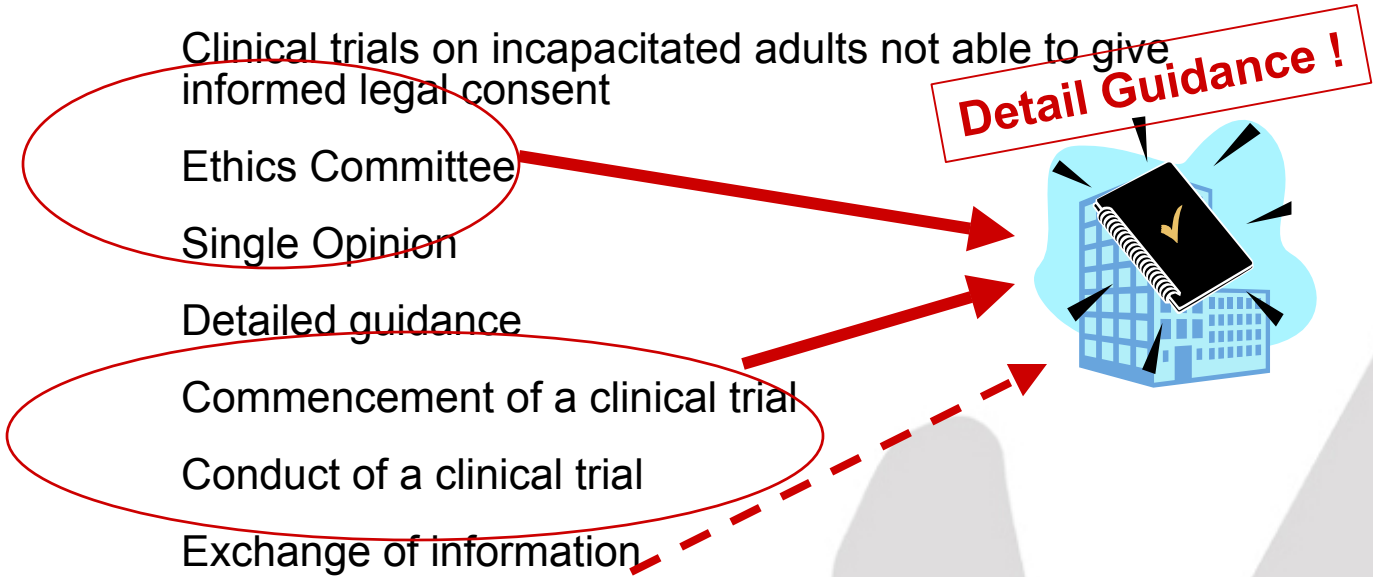 Clinical trials on incapacitated adults not able to give
informed legal consent
Detail Guidance !
Ethics Committee
Single Opinion
Detailed guidance
Commencement of a clinical trial
Conduct of a clinical trial
Exchange of information